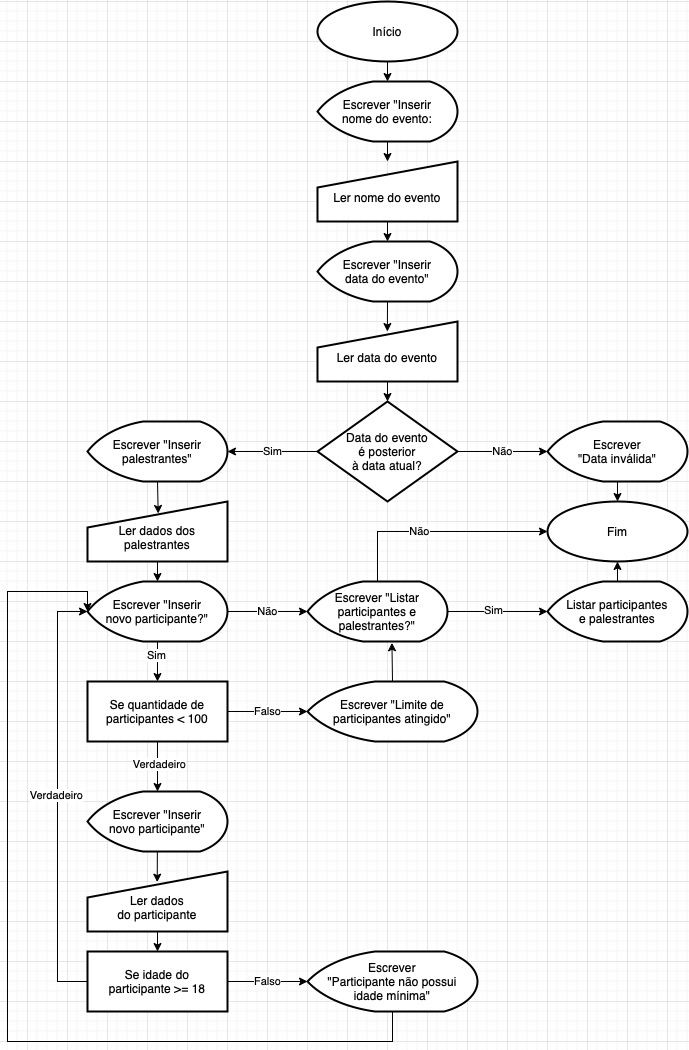 Início
Escrever "Inserir
nome do evento:
Ler nome do evento
Escrever "Inserir
data do evento"
Ler data do evento
Data do evento
é posterior
à data atual?
Sim
Não
Escrever "Inserir
palestrantes"
Escrever
"Data inválida"
Ler dados dos
palestrantes
Não
Fim
Escrever "Inserir
novo participante?"
Não
Escrever "Listar
participantes e
palestrantes?"
Sim
Listar participantes
e palestrantes
Sim
Se quantidade de
participantes < 100
Falso
Escrever "Limite de
participantes atingido"
Verdadeiro
Verdadeiro
Escrever "Inserir
novo participante"
Ler dados
do participante
Se idade do
participante >= 18
Falso
Escrever
"Participante não possui
idade mínima"